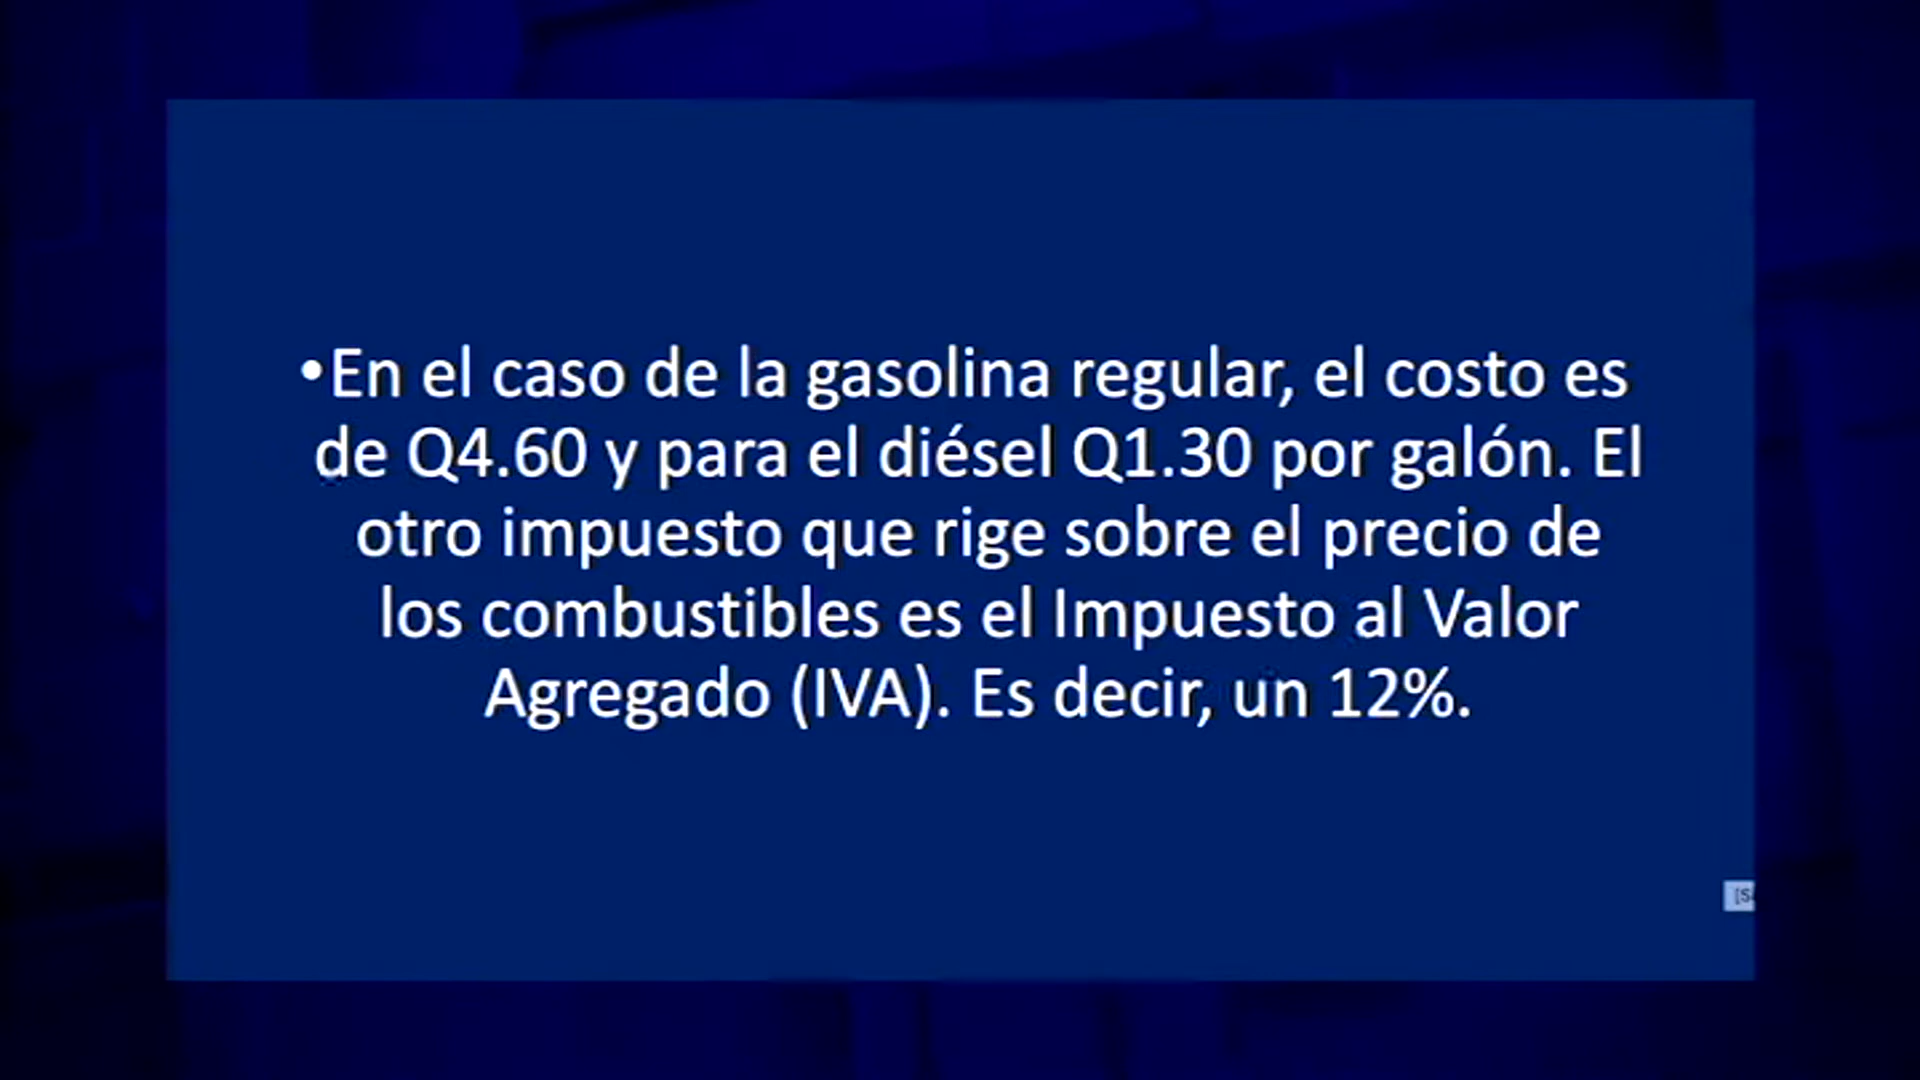 •En el caso de la gasolina regular, el costo es
de Q4.60 y para el diésel Q1.30 por galón. El
otro impuesto que rige sobre el precio de
los combustibles es el Impuesto al Valor
Agregado (IVA). Es decir, un 12%.